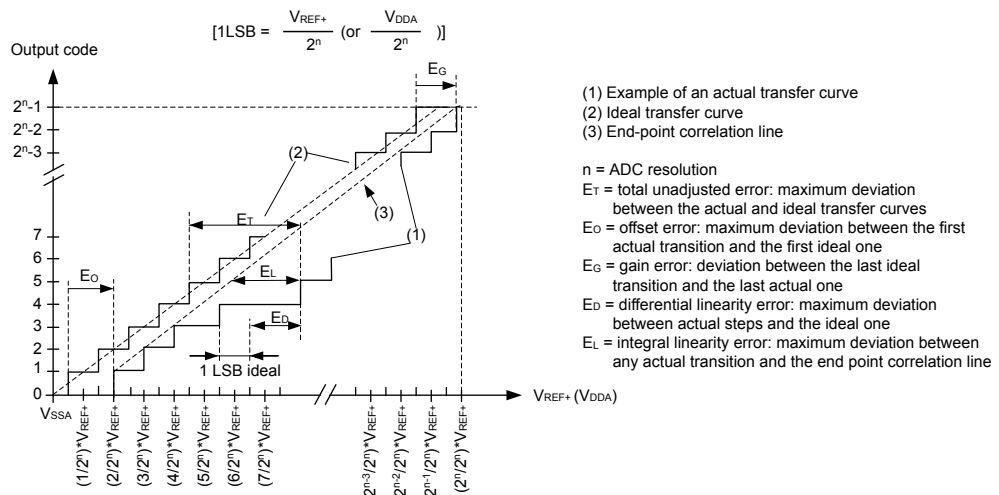 [1LSB = VREF+ / 2ⁿ (or VDDA / 2ⁿ )]
Output code
EG
2ⁿ-1
2ⁿ-2
2ⁿ-3
7
6
5
4
3
2
1
0
(2)
(3)
(1)
ET
EO
EL
ED
1 LSB ideal
VSSA
(1/2ⁿ)*VREF+
(2/2ⁿ)*VREF+
(3/2ⁿ)*VREF+
(4/2ⁿ)*VREF+
(5/2ⁿ)*VREF+
(6/2ⁿ)*VREF+
(7/2ⁿ)*VREF+
(2ⁿ-3/2ⁿ)*VREF+
(2ⁿ-2/2ⁿ)*VREF+
(2ⁿ-1/2ⁿ)*VREF+
(2ⁿ/2ⁿ)*VREF+
VREF+ (VDDA)
(1) Example of an actual transfer curve
(2) Ideal transfer curve
(3) End-point correlation line
n = ADC resolution
ET = total unadjusted error: maximum deviation
between the actual and ideal transfer curves
EO = offset error: maximum deviation between the first
actual transition and the first ideal one
EG = gain error: deviation between the last ideal
transition and the last actual one
ED = differential linearity error: maximum deviation
between actual steps and the ideal one
EL = integral linearity error: maximum deviation between
any actual transition and the end point correlation line